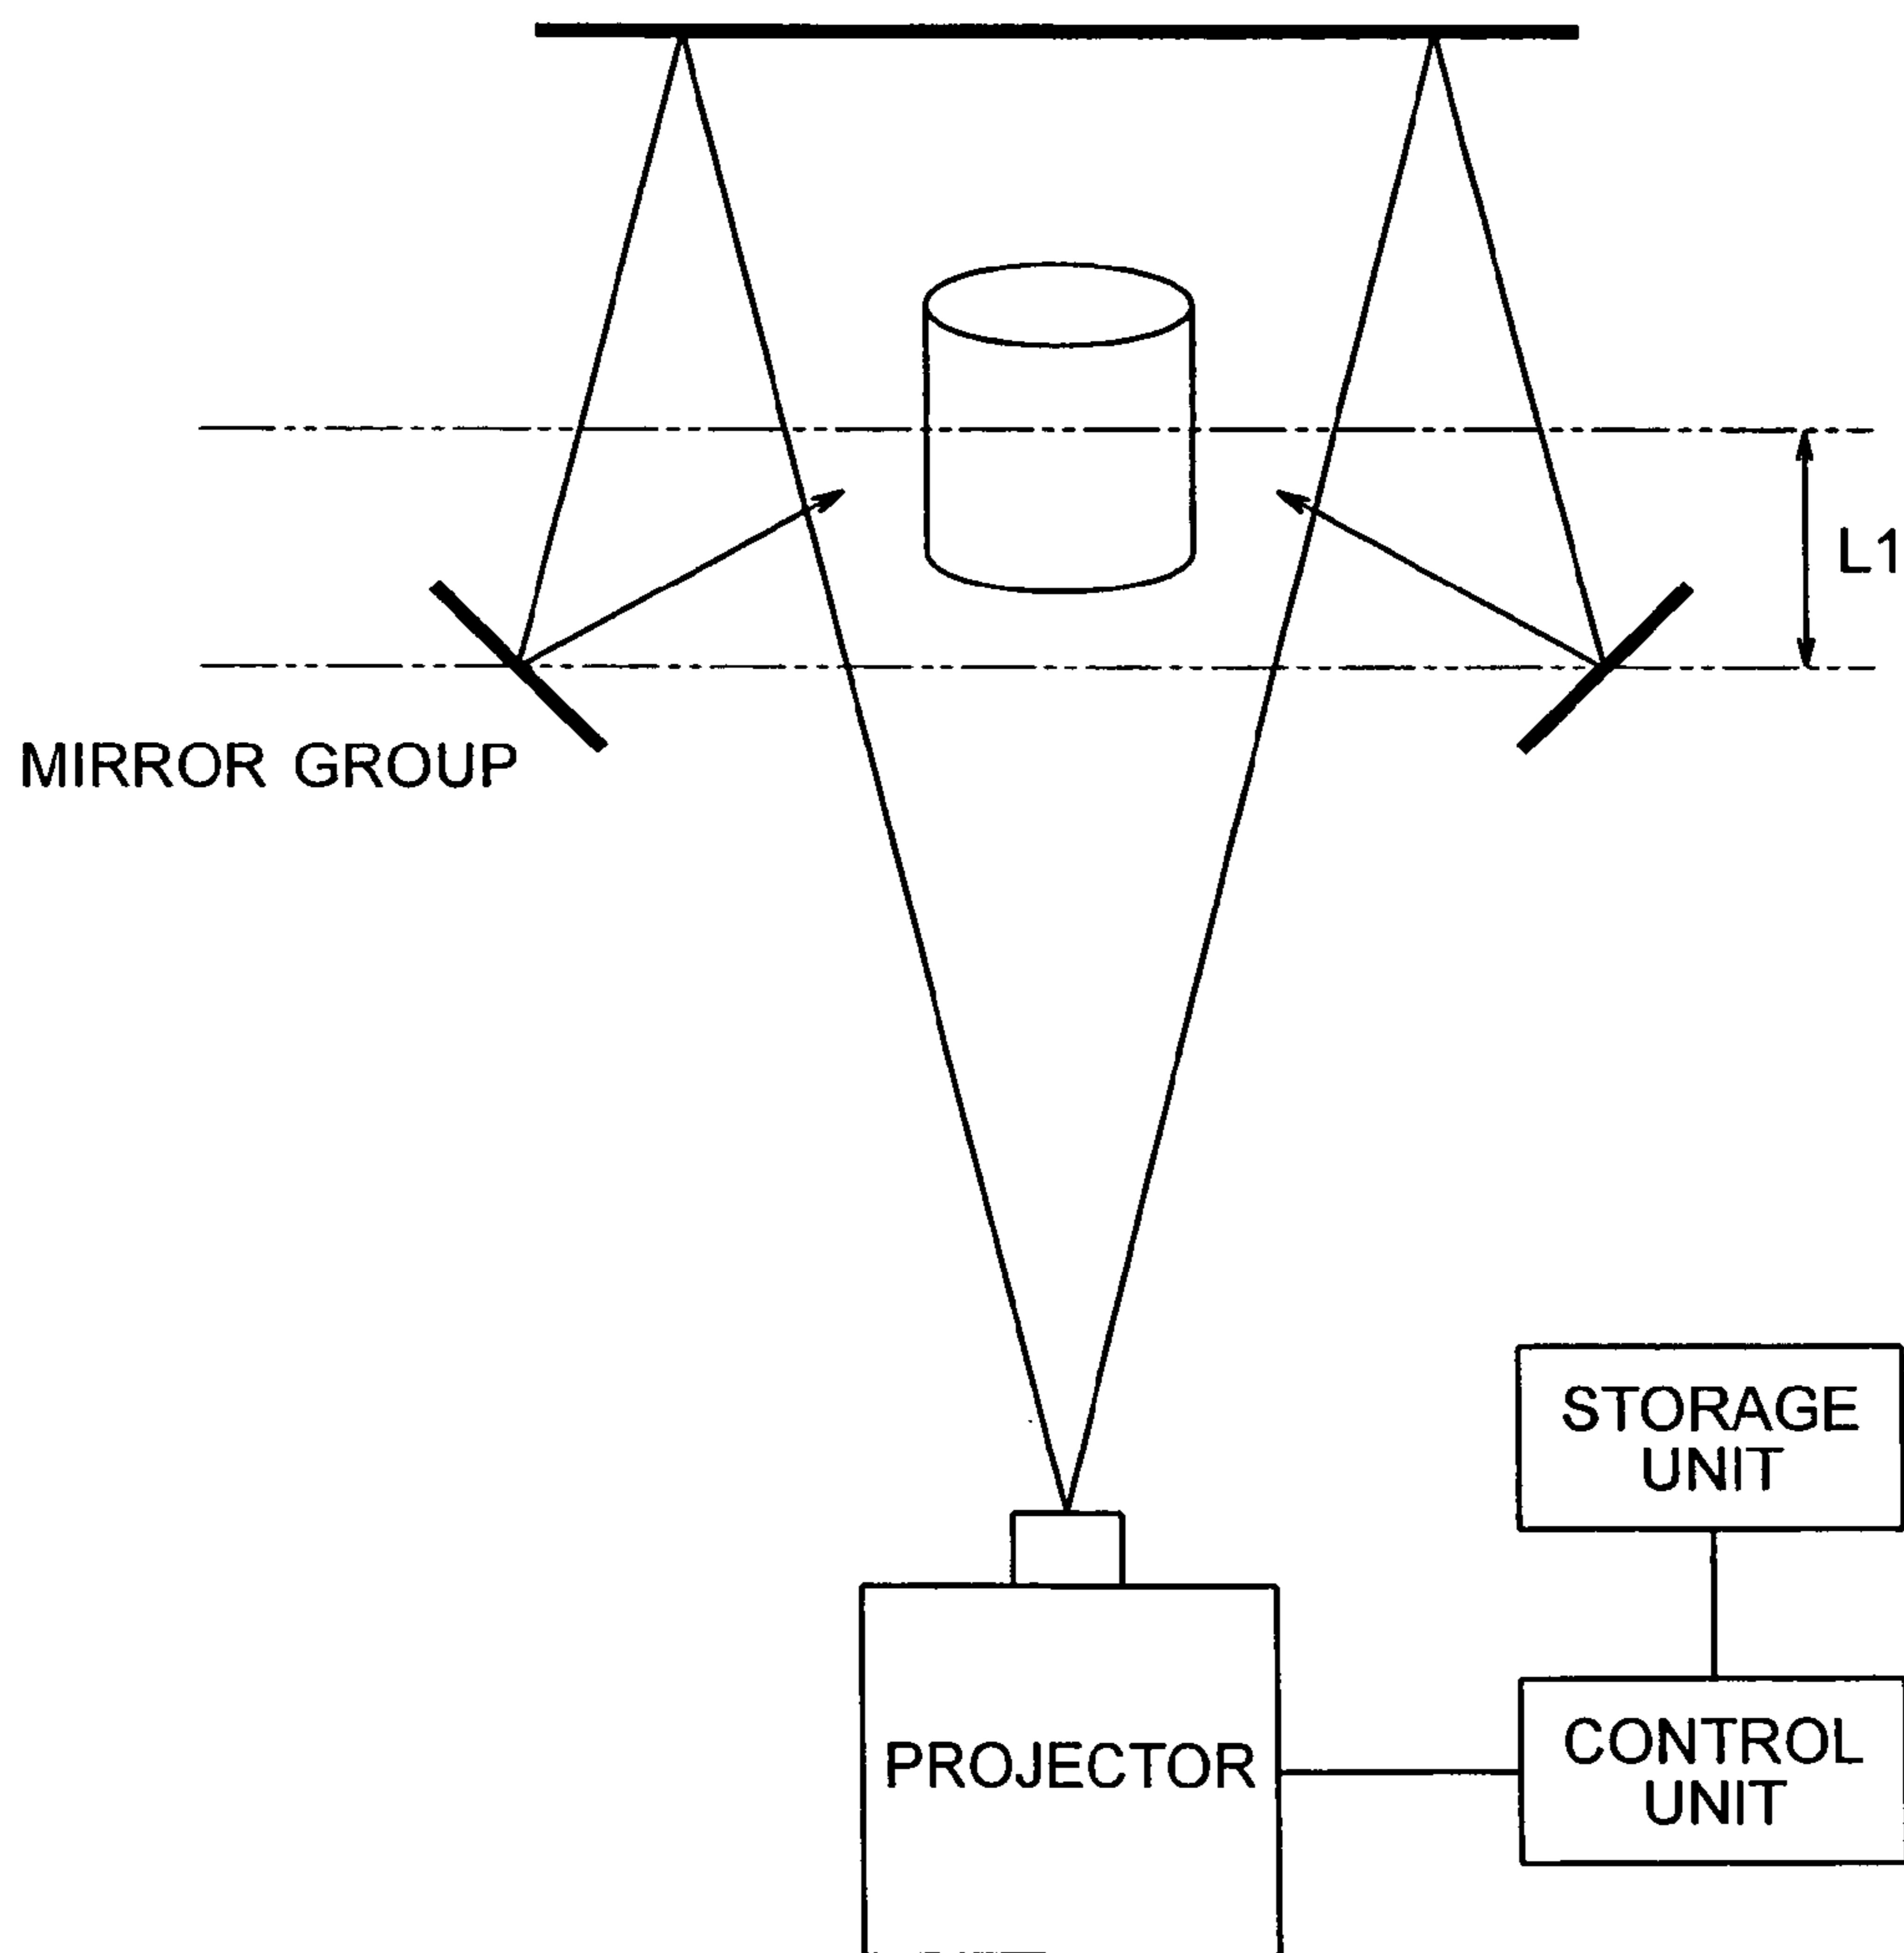 L1
MIRROR GROUP
STORAGE
UNIT
PROJECTOR
CONTROL
UNIT